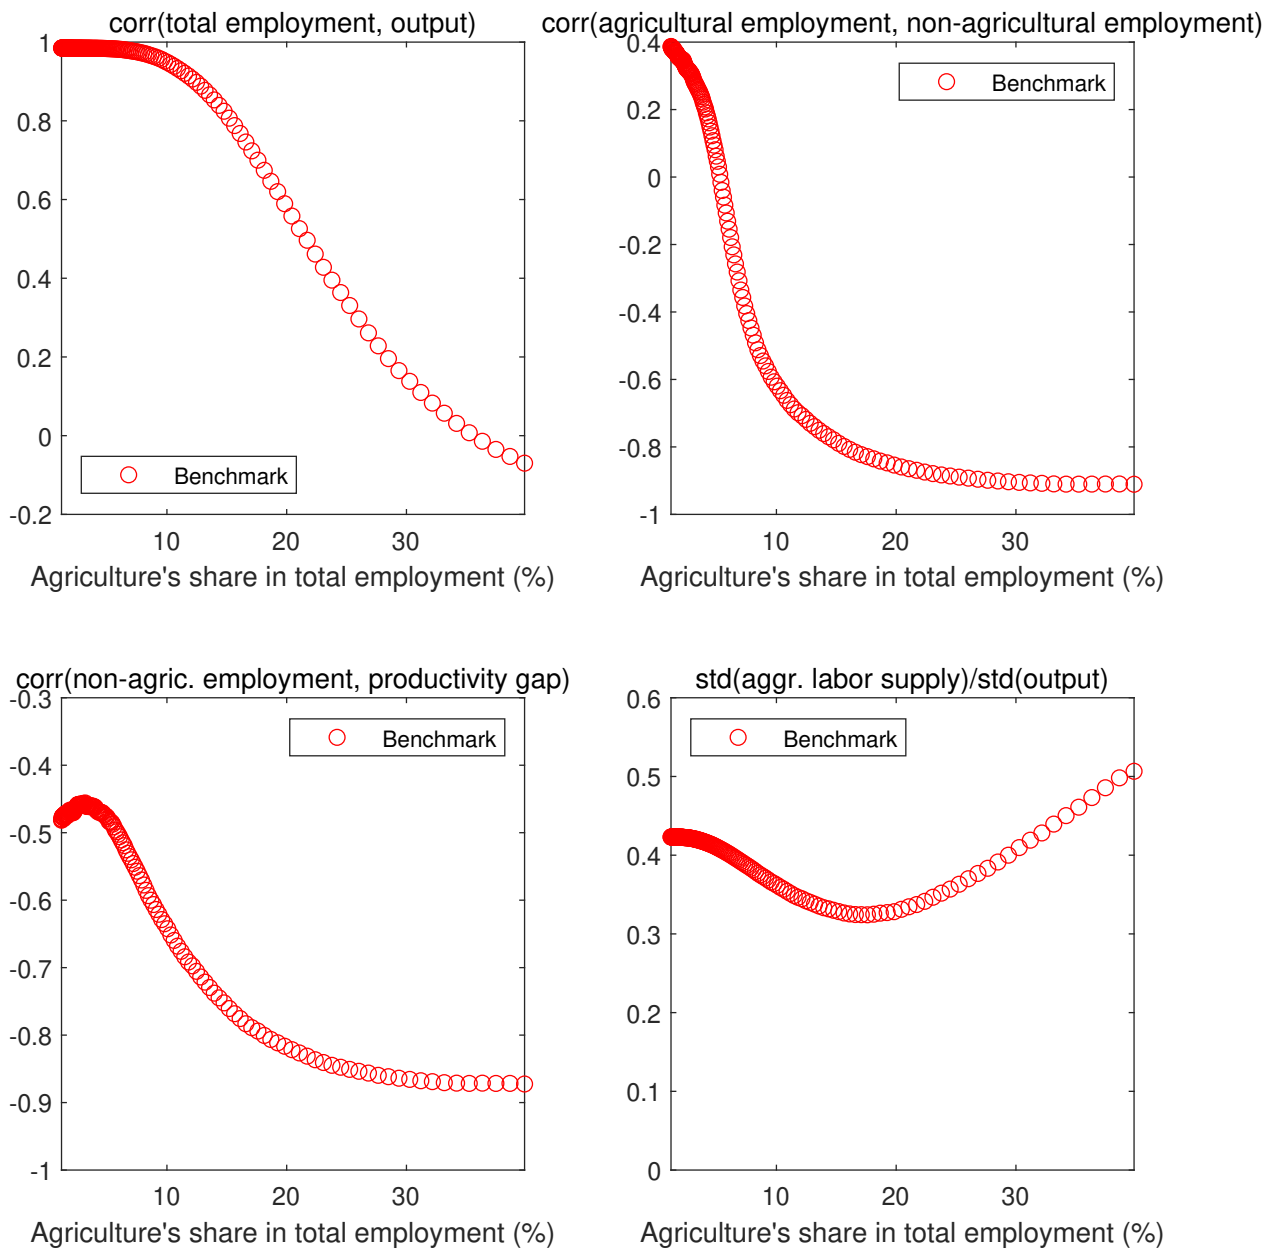 corr(total employment, output)
1
0.8
0.6
0.4
0.2
0
-0.2
10 20 30
Benchmark
Agriculture's share in total employment (%)
corr(agricultural employment, non-agricultural employment)
0.4
0.2
0
-0.2
-0.4
-0.6
-0.8
-1
10 20 30
Benchmark
Agriculture's share in total employment (%)
corr(non-agric. employment, productivity gap)
-0.3
-0.4
-0.5
-0.6
-0.7
-0.8
-0.9
-1
10 20 30
Benchmark
Agriculture's share in total employment (%)
std(aggr. labor supply)/std(output)
0.6
0.5
0.4
0.3
0.2
0.1
0
10 20 30
Benchmark
Agriculture's share in total employment (%)